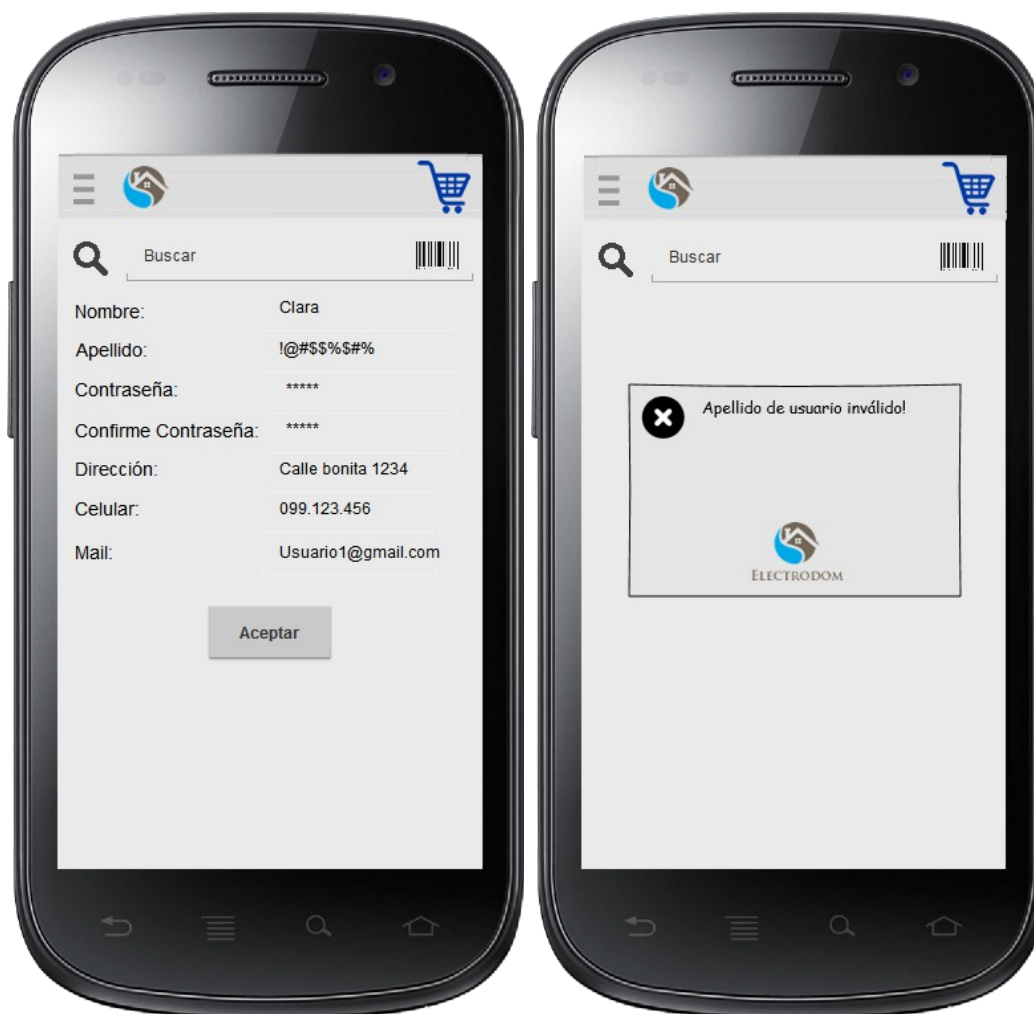 Buscar
Nombre: Clara
Apellido: !@#$$%$#%
Contraseña: *****
Confirme Contraseña: *****
Dirección: Calle bonita 1234
Celular: 099.123.456
Mail: Usuario1@gmail.com
Aceptar
Buscar
Apellido de usuario inválido!
ELECTRODOM